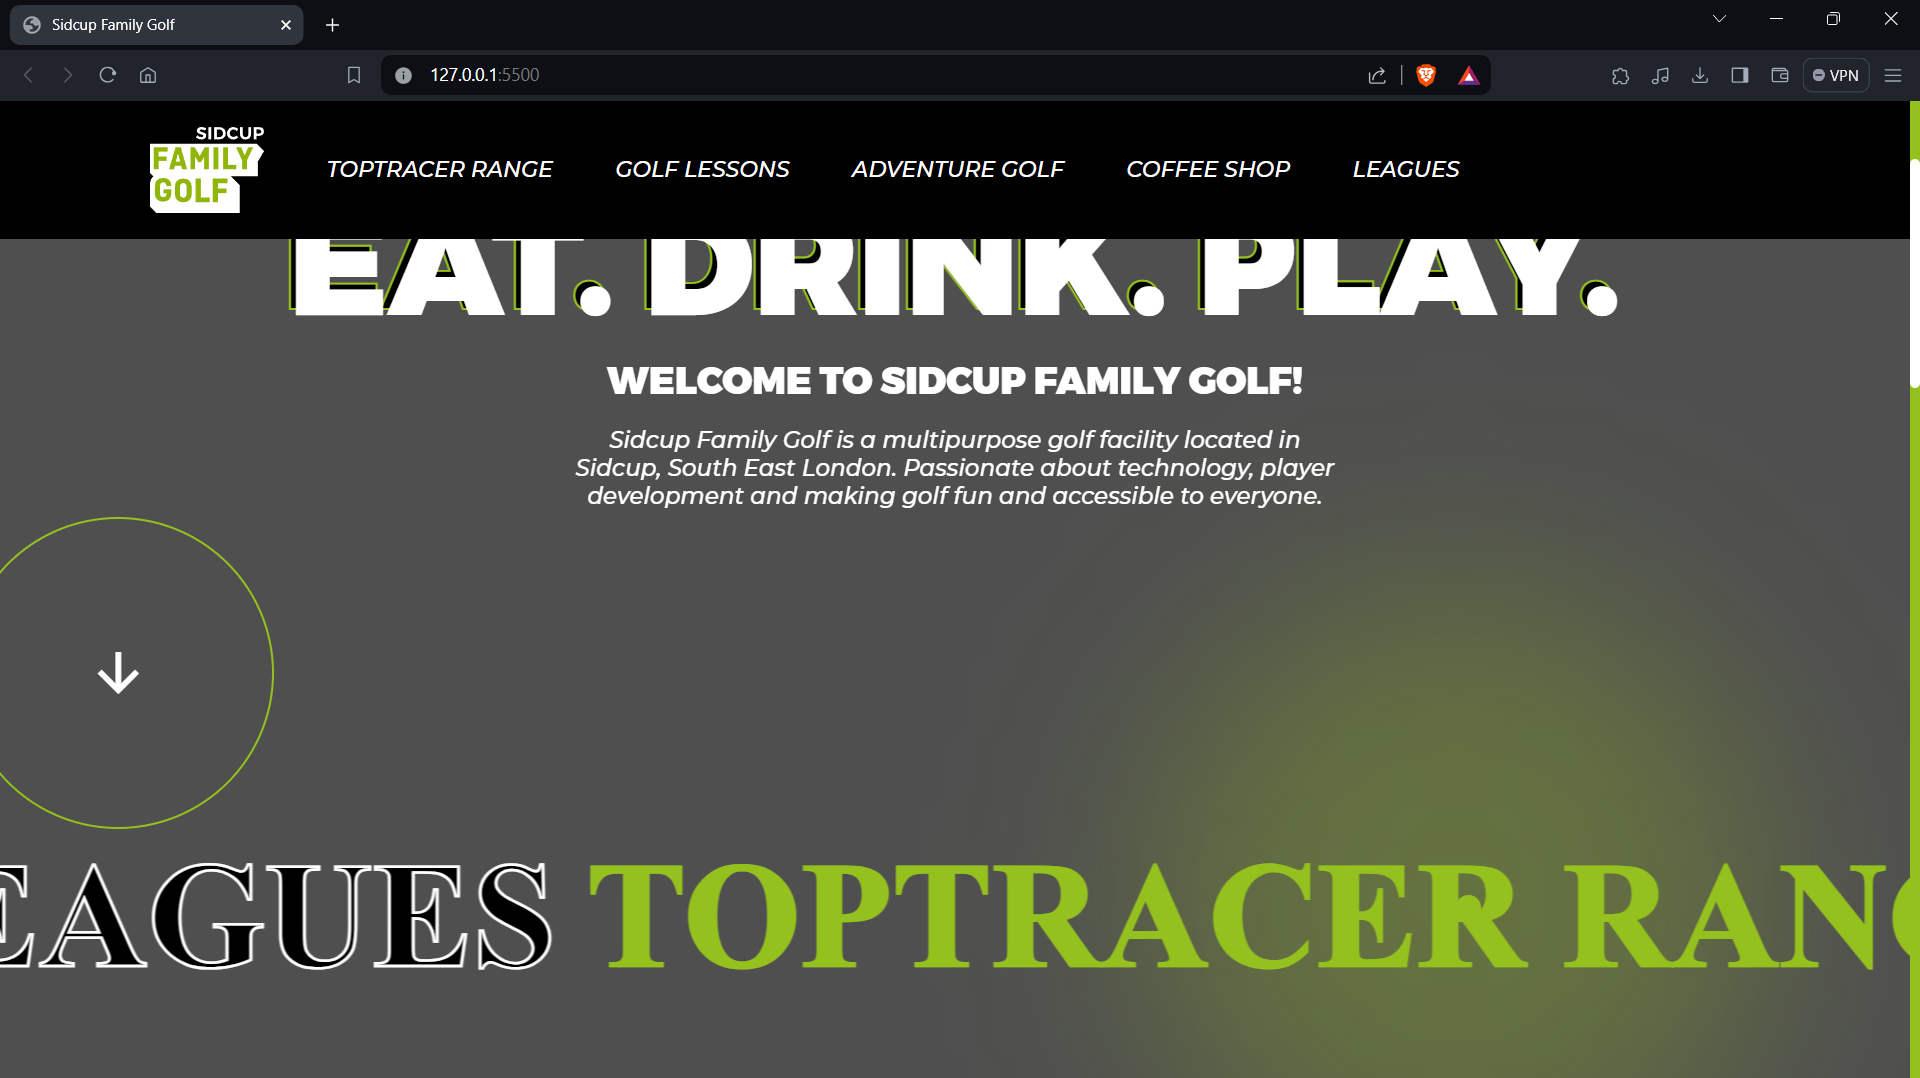 Sidcup Family Golf
127.0.0.1:5500
VPN
SIDCUP
FAMILY
GOLF
TOPTRACER RANGE GOLF LESSONS ADVENTURE GOLF COFFEE SHOP LEAGUES
EAT. DRINK. PLAY.
WELCOME TO SIDCUP FAMILY GOLF!
Sidcup Family Golf is a multipurpose golf facility located in
Sidcup, South East London. Passionate about technology, player
development and making golf fun and accessible to everyone.
EAGUES TOPTRACER RANG